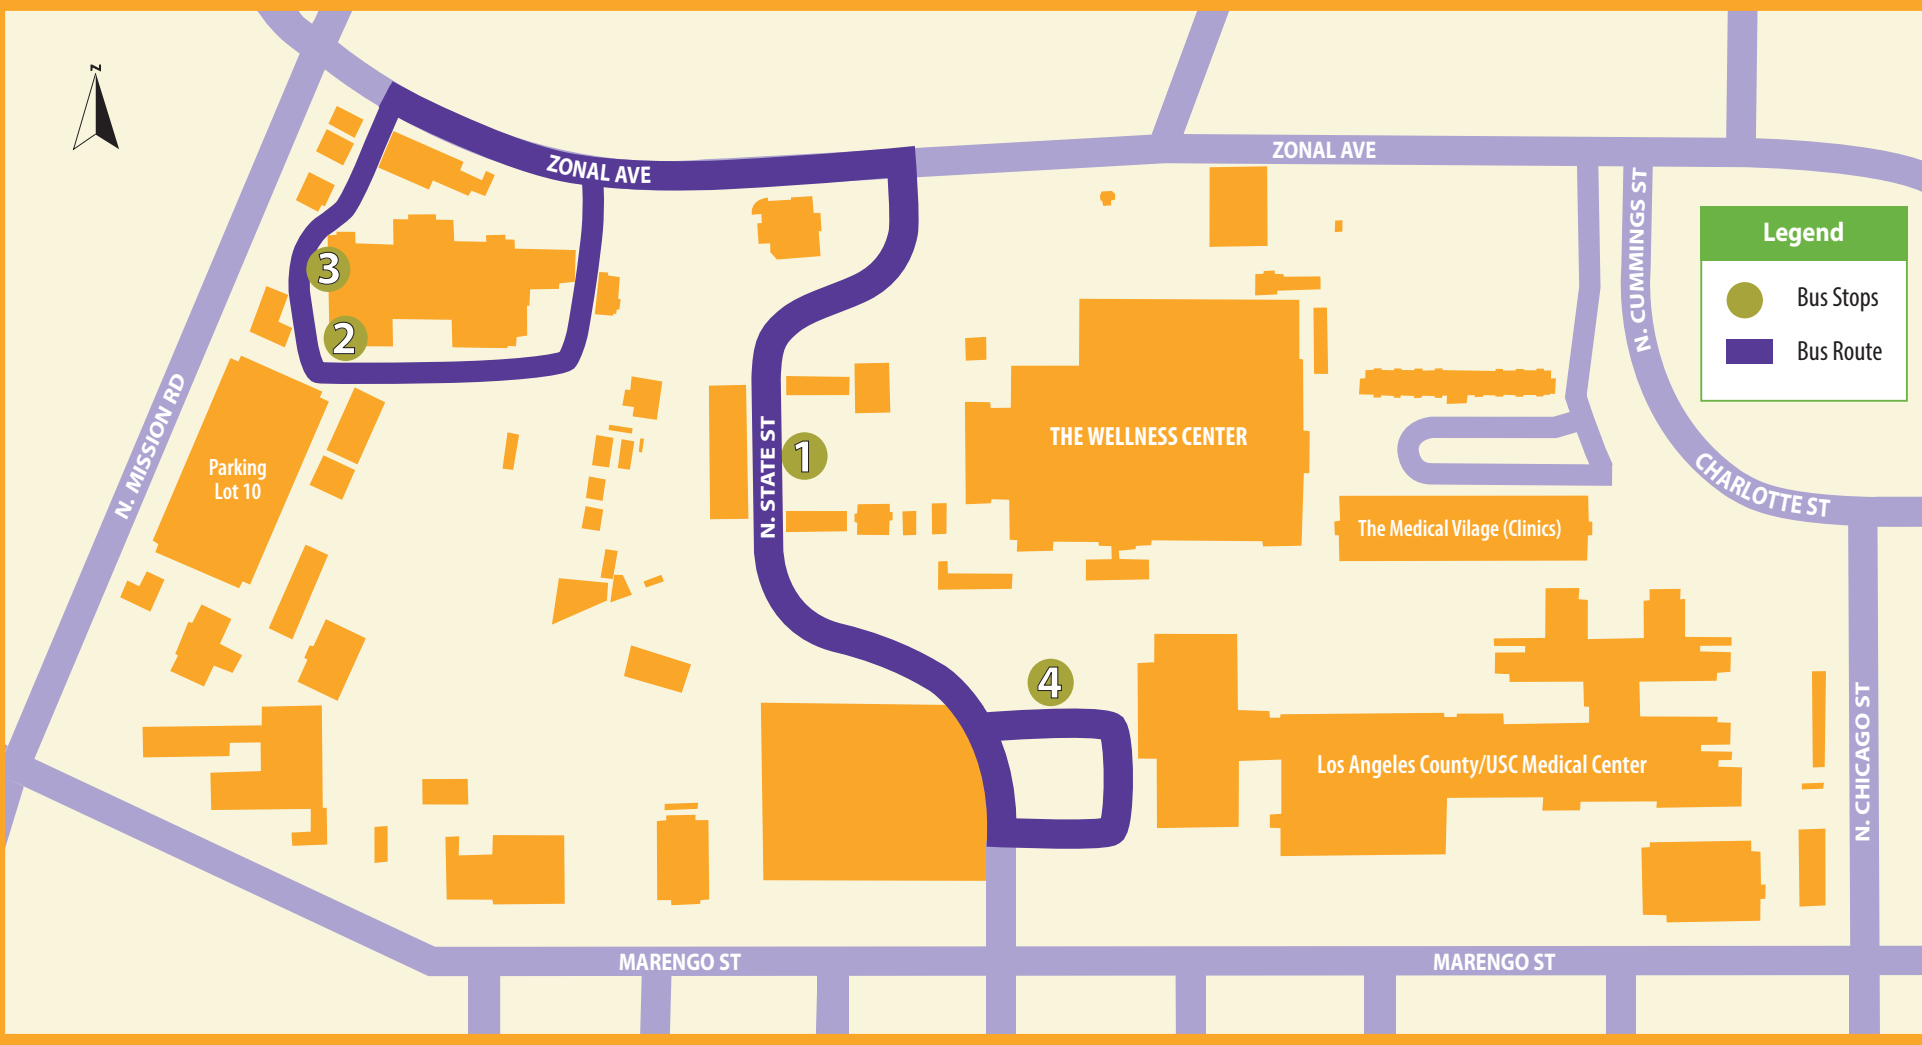 Z
ZONAL AVE
ZONAL AVE
N. CUMMINGS ST
Legend
Bus Stops
Bus Route
3
2
N. MISSION RD
Parking
Lot 10
N. STATE ST
1
THE WELLNESS CENTER
CHARLOTTE ST
The Medical Vilage (Clinics)
4
Los Angeles County/USC Medical Center
N. CHICAGO ST
MARENGO ST
MARENGO ST